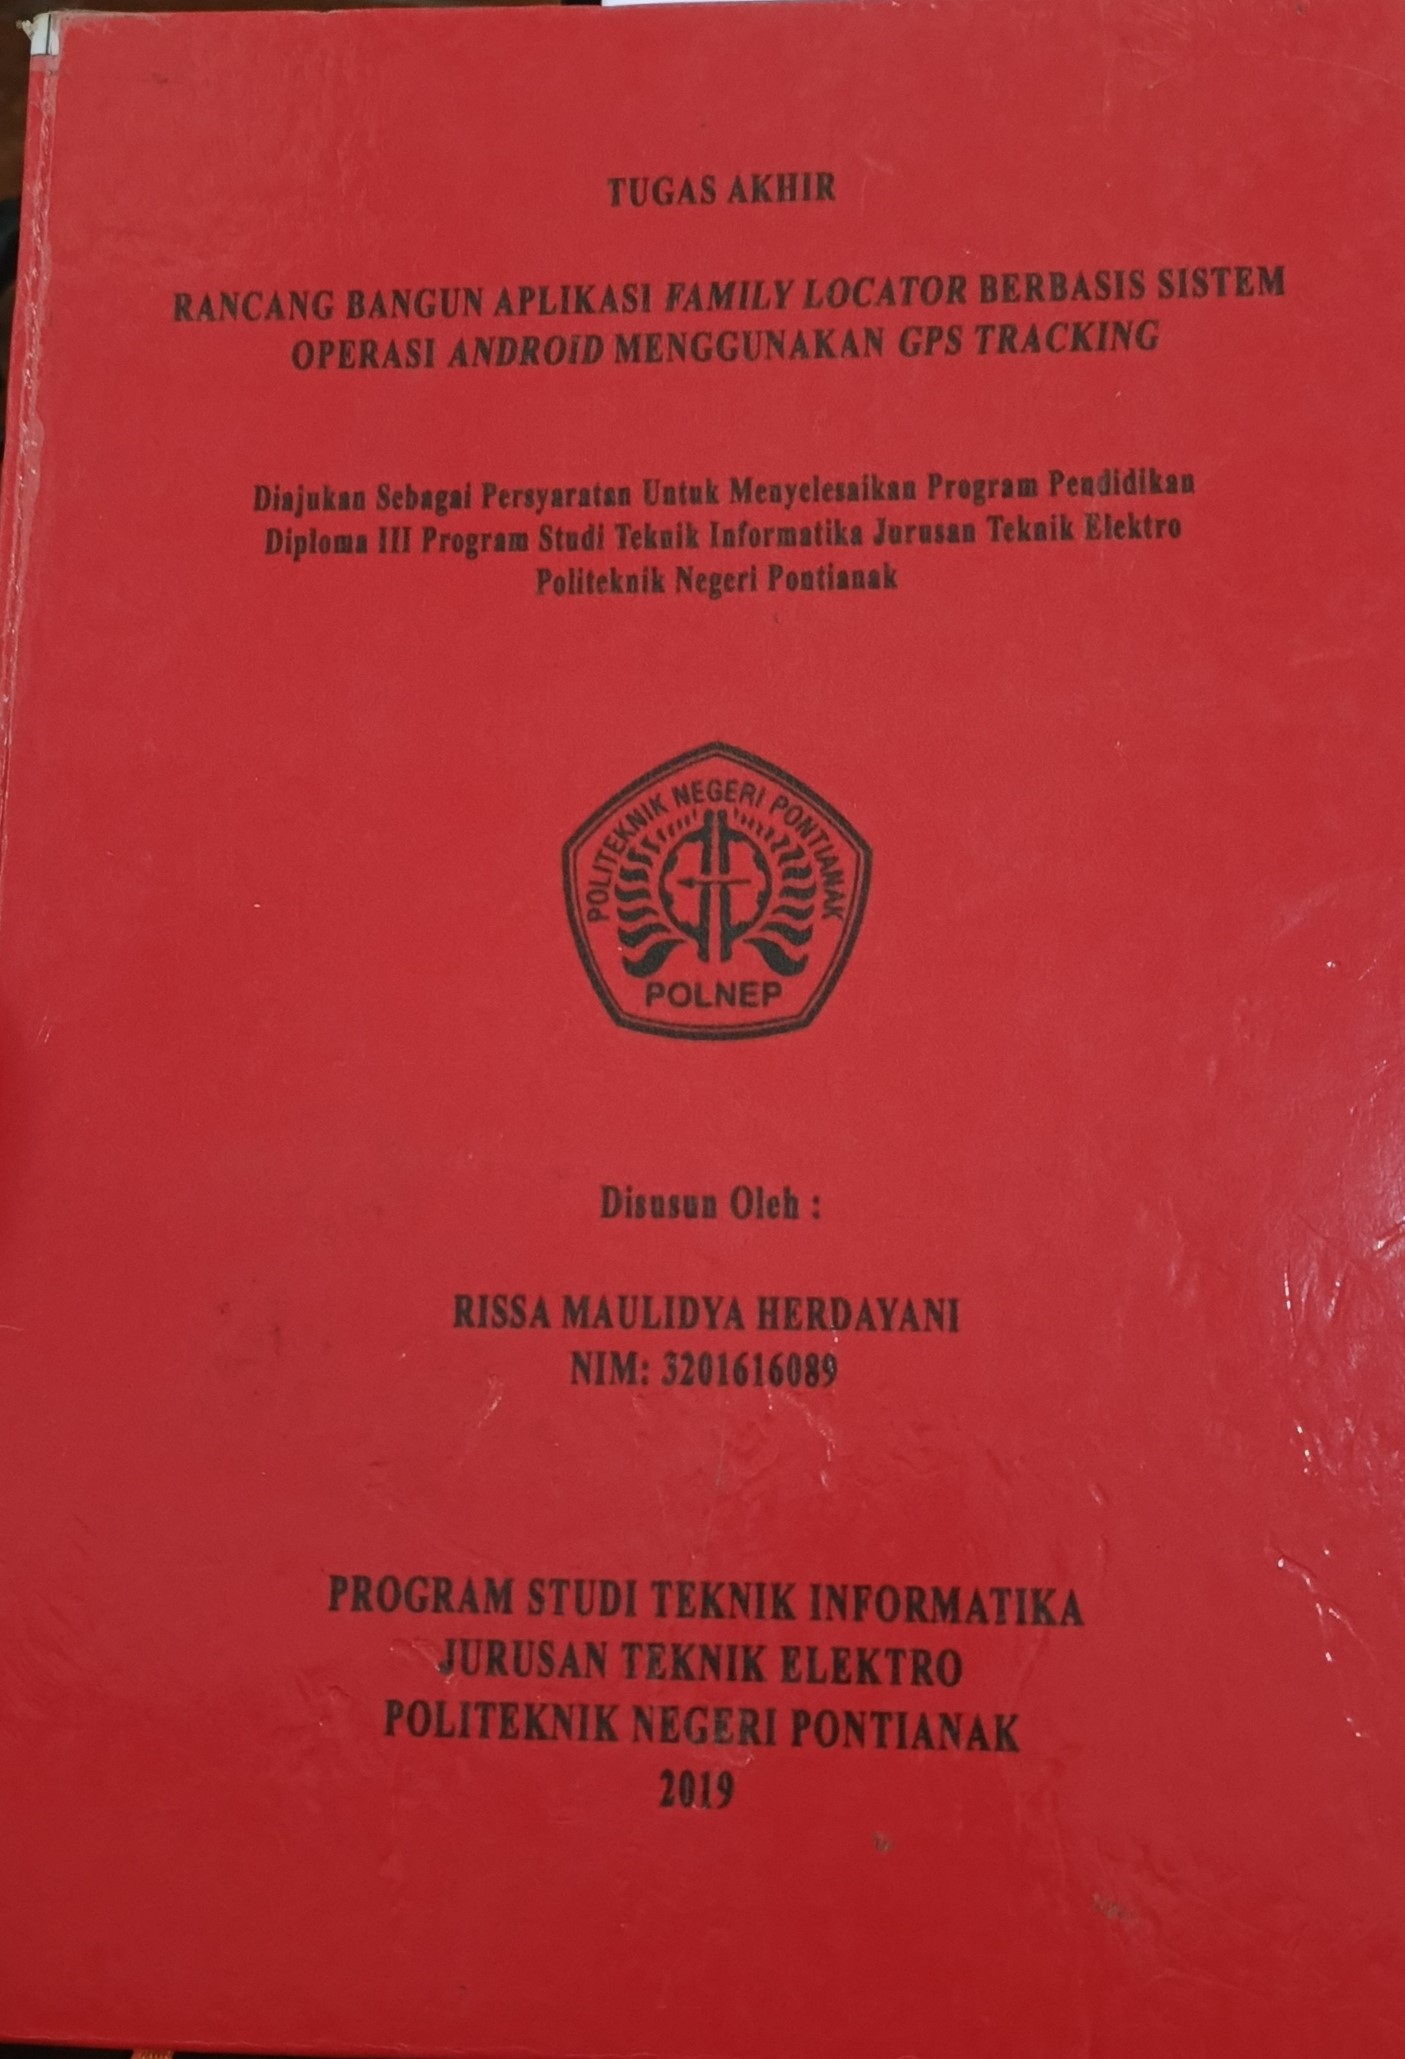 TUGAS AKHIR
RANCANG BANGUN APLIKASI FAMILY LOCATOR BERBASIS SISTEM
OPERASI ANDROID MENGGUNAKAN GPS TRACKING
Diajukan Sebagai Persyaratan Untuk Menyelesaikan Program Pendidikan
Diploma III Program Studi Teknik Informatika Jurusan Teknik Elektro
Politeknik Negeri Pontianak
POLITEKNIK NEGERI PONTIANAK
POLNEP
Disusun Oleh :
RISSA MAULIDYA HERDAYANI
NIM: 3201616089
PROGRAM STUDI TEKNIK INFORMATIKA
JURUSAN TEKNIK ELEKTRO
POLITEKNIK NEGERI PONTIANAK
2019